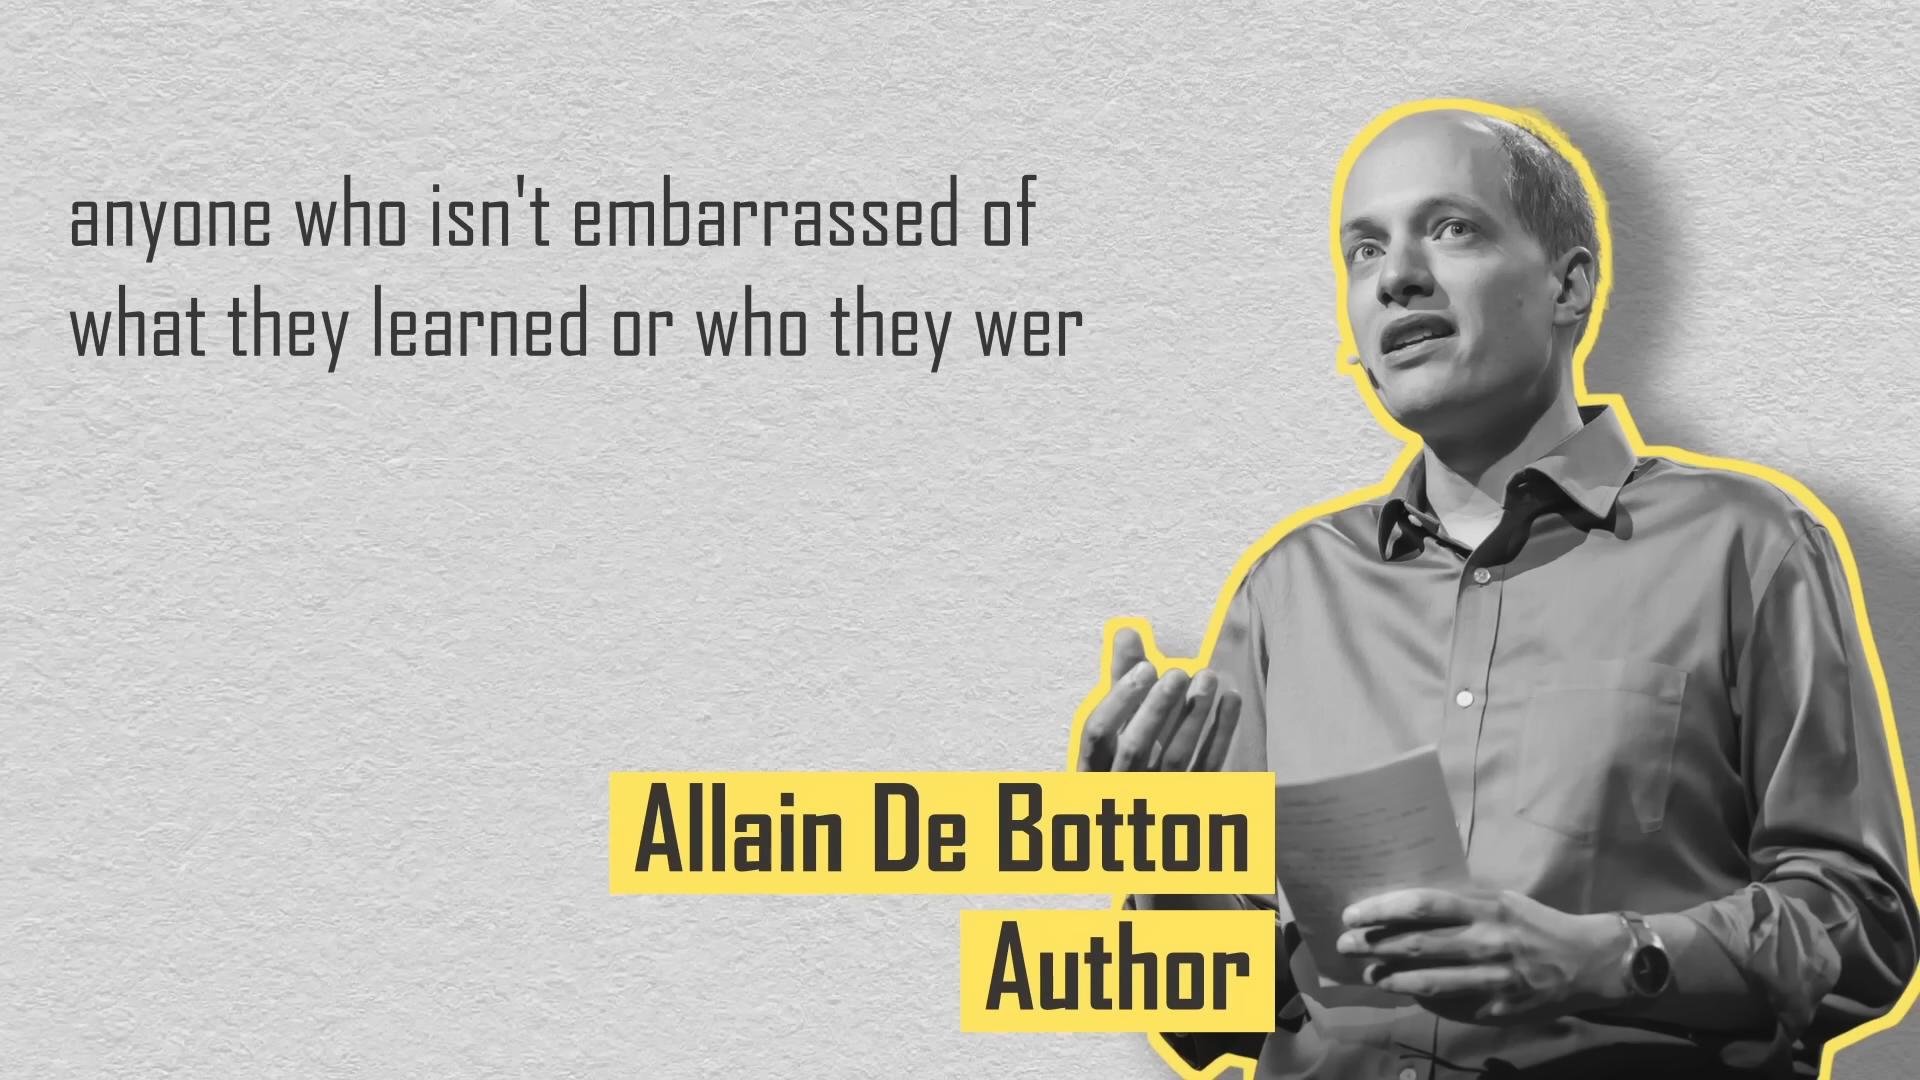 anyone who isn't embarrassed of
what they learned or who they wer
Allain De Botton
Author